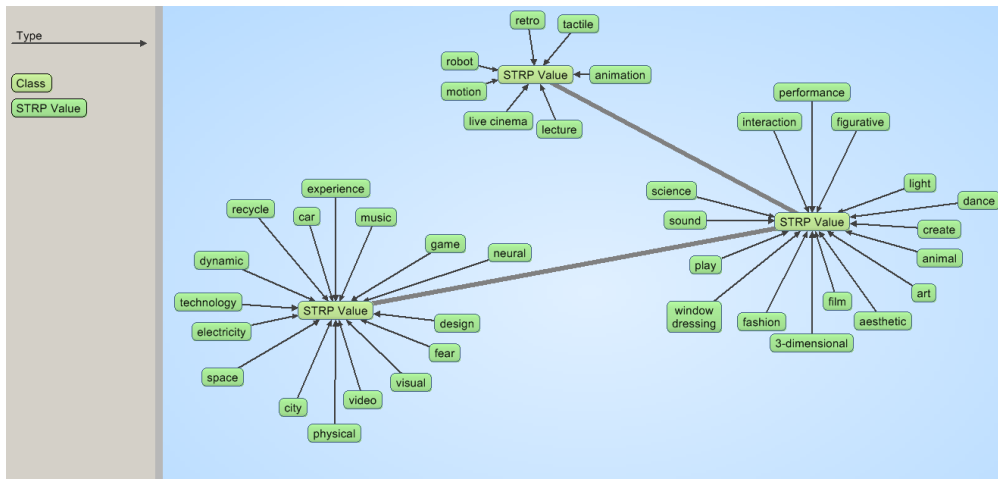 Type
Class
STRP Value
retro
tactile
robot
STRP Value
animation
motion
live cinema
lecture
performance
interaction
figurative
science
light
dance
sound
STRP Value
create
play
animal
art
window
dressing
fashion
film
aesthetic
3-dimensional
experience
recycle
car
music
game
neural
dynamic
technology
STRP Value
electricity
design
fear
space
visual
video
city
physical